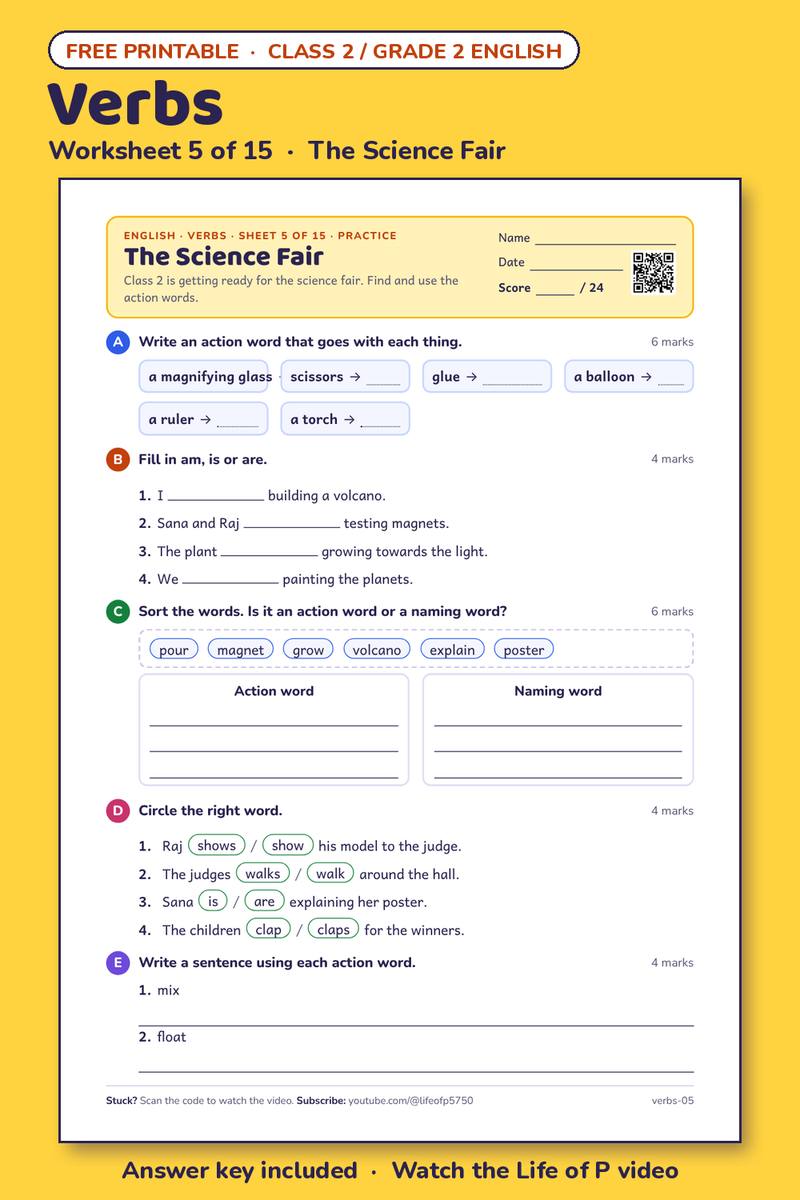 FREE PRINTABLE · CLASS 2 / GRADE 2 ENGLISH
Verbs
Worksheet 5 of 15 · The Science Fair
ENGLISH · VERBS · SHEET 5 OF 15 · PRACTICE
The Science Fair
Class 2 is getting ready for the science fair. Find and use the
action words.
Name
Date
Score / 24
A Write an action word that goes with each thing. 6 marks
a magnifying glass scissors → glue → a balloon →
a ruler → a torch →
B Fill in am, is or are. 4 marks
1. I ____________ building a volcano.
2. Sana and Raj ____________ testing magnets.
3. The plant ____________ growing towards the light.
4. We ____________ painting the planets.
C Sort the words. Is it an action word or a naming word? 6 marks
pour magnet grow volcano explain poster
Action word Naming word
D Circle the right word. 4 marks
1. Raj shows / show his model to the judge.
2. The judges walks / walk around the hall.
3. Sana is / are explaining her poster.
4. The children clap / claps for the winners.
E Write a sentence using each action word. 4 marks
1. mix
2. float
Stuck? Scan the code to watch the video. Subscribe: youtube.com/@lifeofp5750 verbs-05
Answer key included · Watch the Life of P video